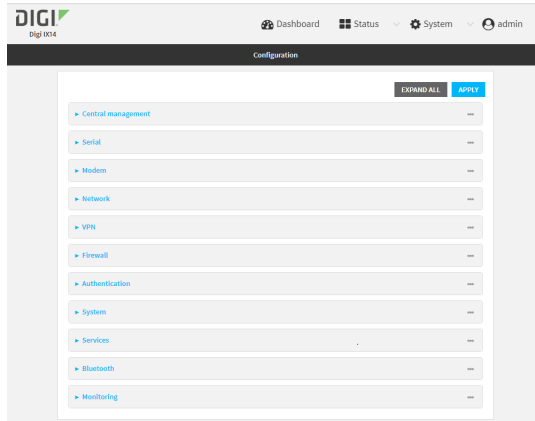 DIGI
Digi IX14
Dashboard Status System admin
Configuration
EXPAND ALL APPLY
Central management
Serial
Modem
Network
VPN
Firewall
Authentication
System
Services
Bluetooth
Monitoring